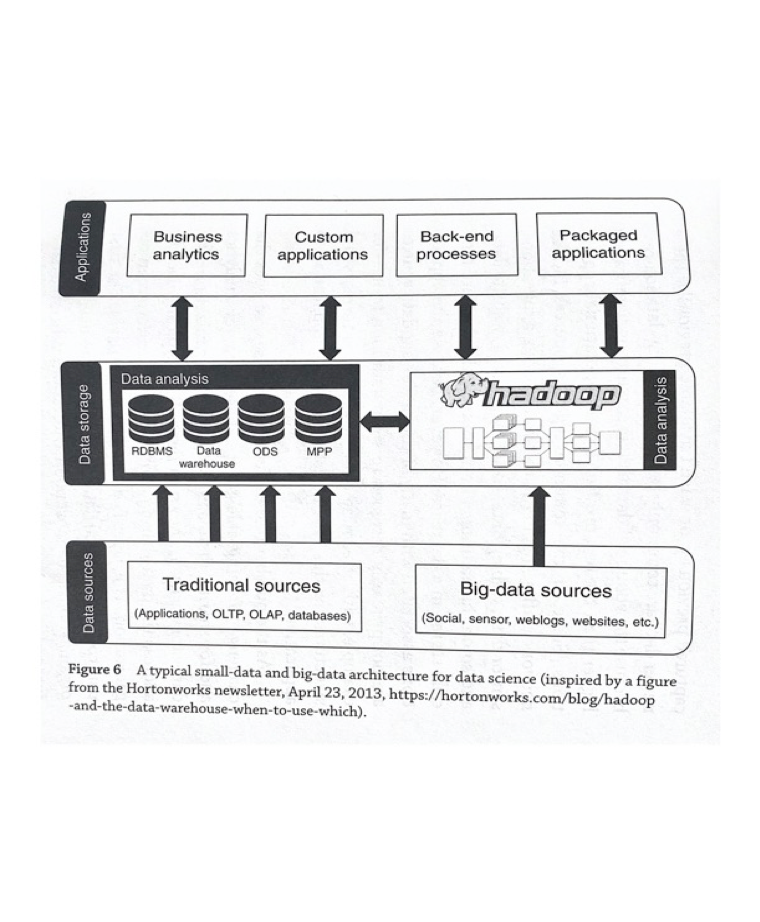 Applications
Business
analytics
Custom
applications
Back-end
processes
Packaged
applications
Data storage
Data analysis
RDBMS
Data
warehouse
ODS
MPP
hadoop
Data analysis
Data sources
Traditional sources
(Applications, OLTP, OLAP, databases)
Big-data sources
(Social, sensor, weblogs, websites, etc.)
Figure 6 A typical small-data and big-data architecture for data science (inspired by a figure
from the Hortonworks newsletter, April 23, 2013, https://hortonworks.com/blog/hadoop
-and-the-data-warehouse-when-to-use-which).